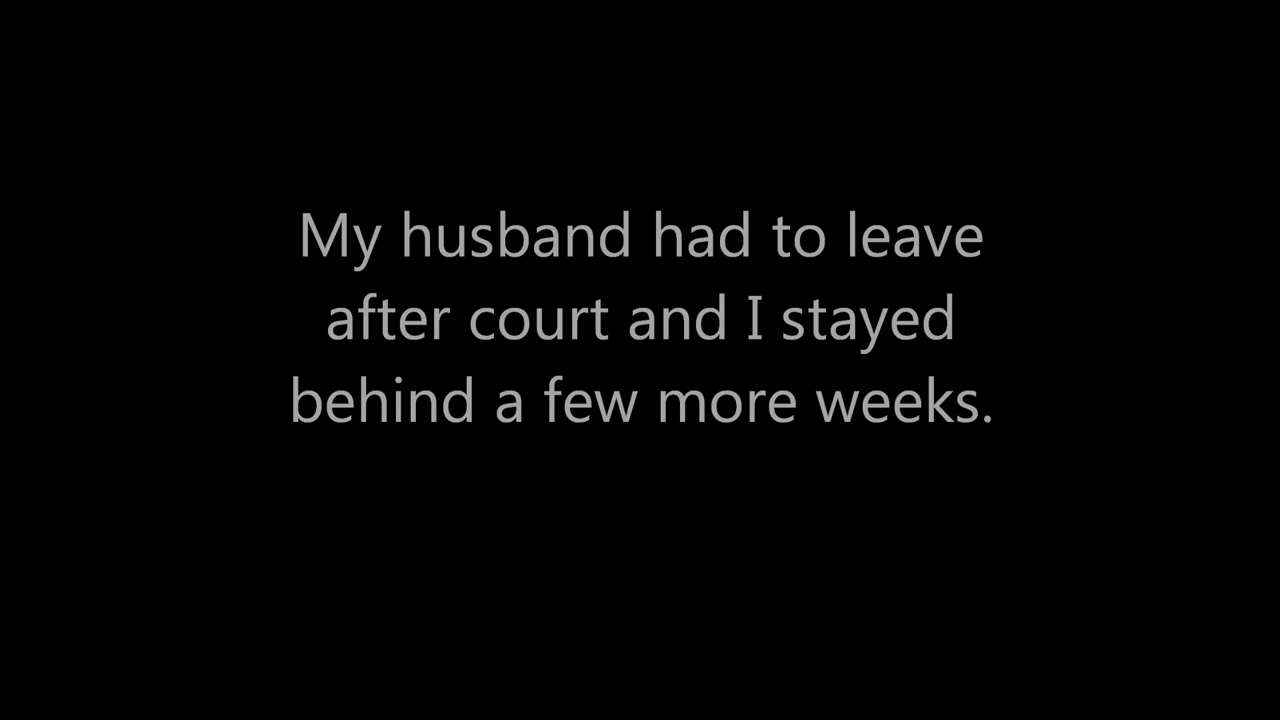 My husband had to leave
after court and I stayed
behind a few more weeks.